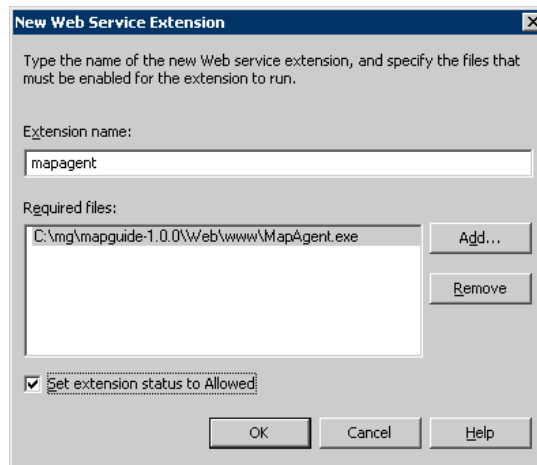 New Web Service Extension
Type the name of the new Web service extension, and specify the files that
must be enabled for the extension to run.
Extension name:
mapagent
Required files:
C:\mg\mapguide-1.0.0\Web\www\MapAgent.exe
Add...
Remove
Set extension status to Allowed
OK
Cancel
Help